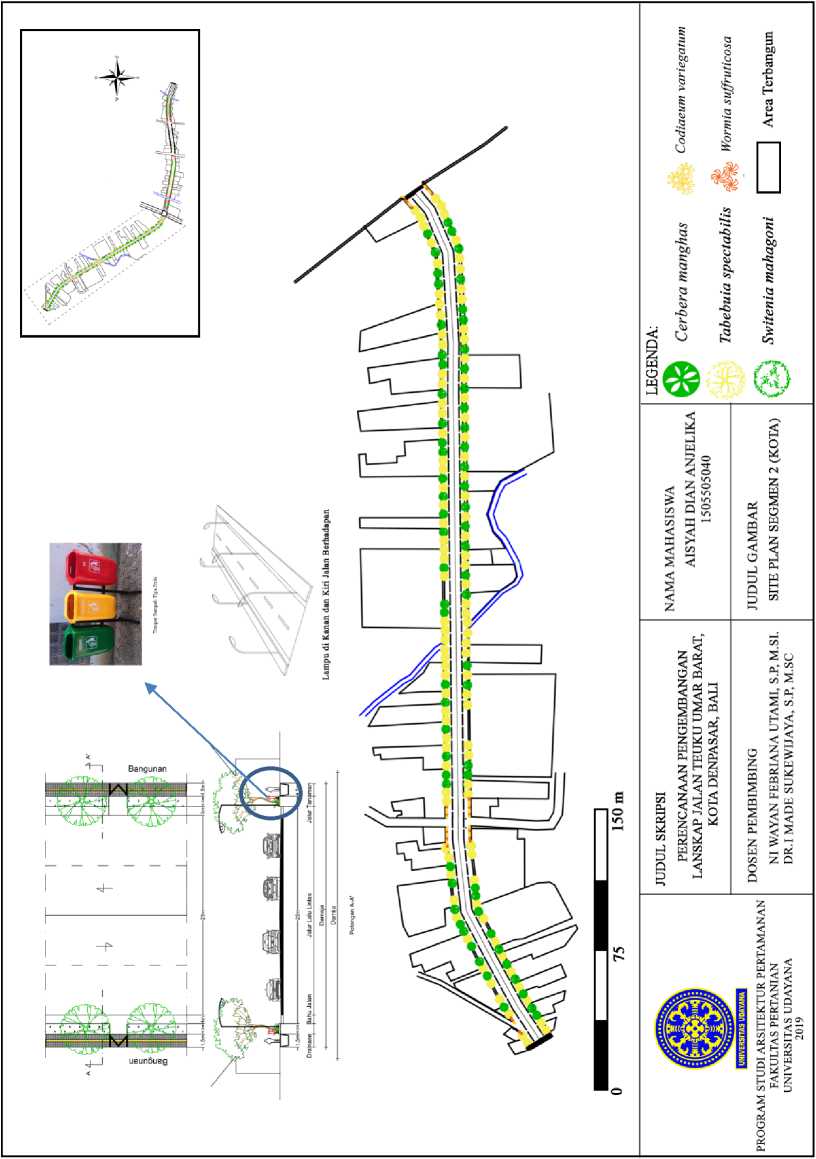 Tempat Sampah Tiga Jenis
Lampu di Kanan dan Kiri Jalan Berhadapan
A
A'
Bangunan
Bangunan
Drainase
Bahu Jalan
Jalur Lalu Lintas
Jalur Tanaman
Damaja
Damija
Potongan A-A'
0
75
150 m
PROGRAM STUDI ARSITEKTUR PERTAMANAN
FAKULTAS PERTANIAN
UNIVERSITAS UDAYANA
2019
UNIVERSITAS UDAYANA
JUDUL SKRIPSI
PERENCANAAN PENGEMBANGAN
LANSKAP JALAN TEUKU UMAR BARAT,
KOTA DENPASAR, BALI
DOSEN PEMBIMBING
NI WAYAN FEBRIANA UTAMI, S.P, M.SI.
DR.I MADE SUKEWIJAYA, S.P, M.SC
NAMA MAHASISWA
AISYAH DIAN ANJELIKA
1505505040
JUDUL GAMBAR
SITE PLAN SEGMEN 2 (KOTA)
LEGENDA:
Cerbera manghas
Tabebuia spectabilis
Switenia mahagoni
Codiaeum variegatum
Wormia suffruticosa
Area Terbangun